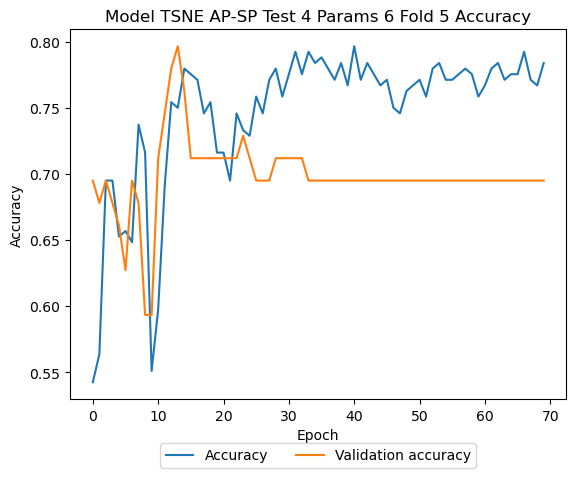 Model TSNE AP-SP Test 4 Params 6 Fold 5 Accuracy
0.80
0.75
0.70
0.65
0.60
0.55
Accuracy
0 10 20 30 40 50 60 70
Epoch
Accuracy Validation accuracy